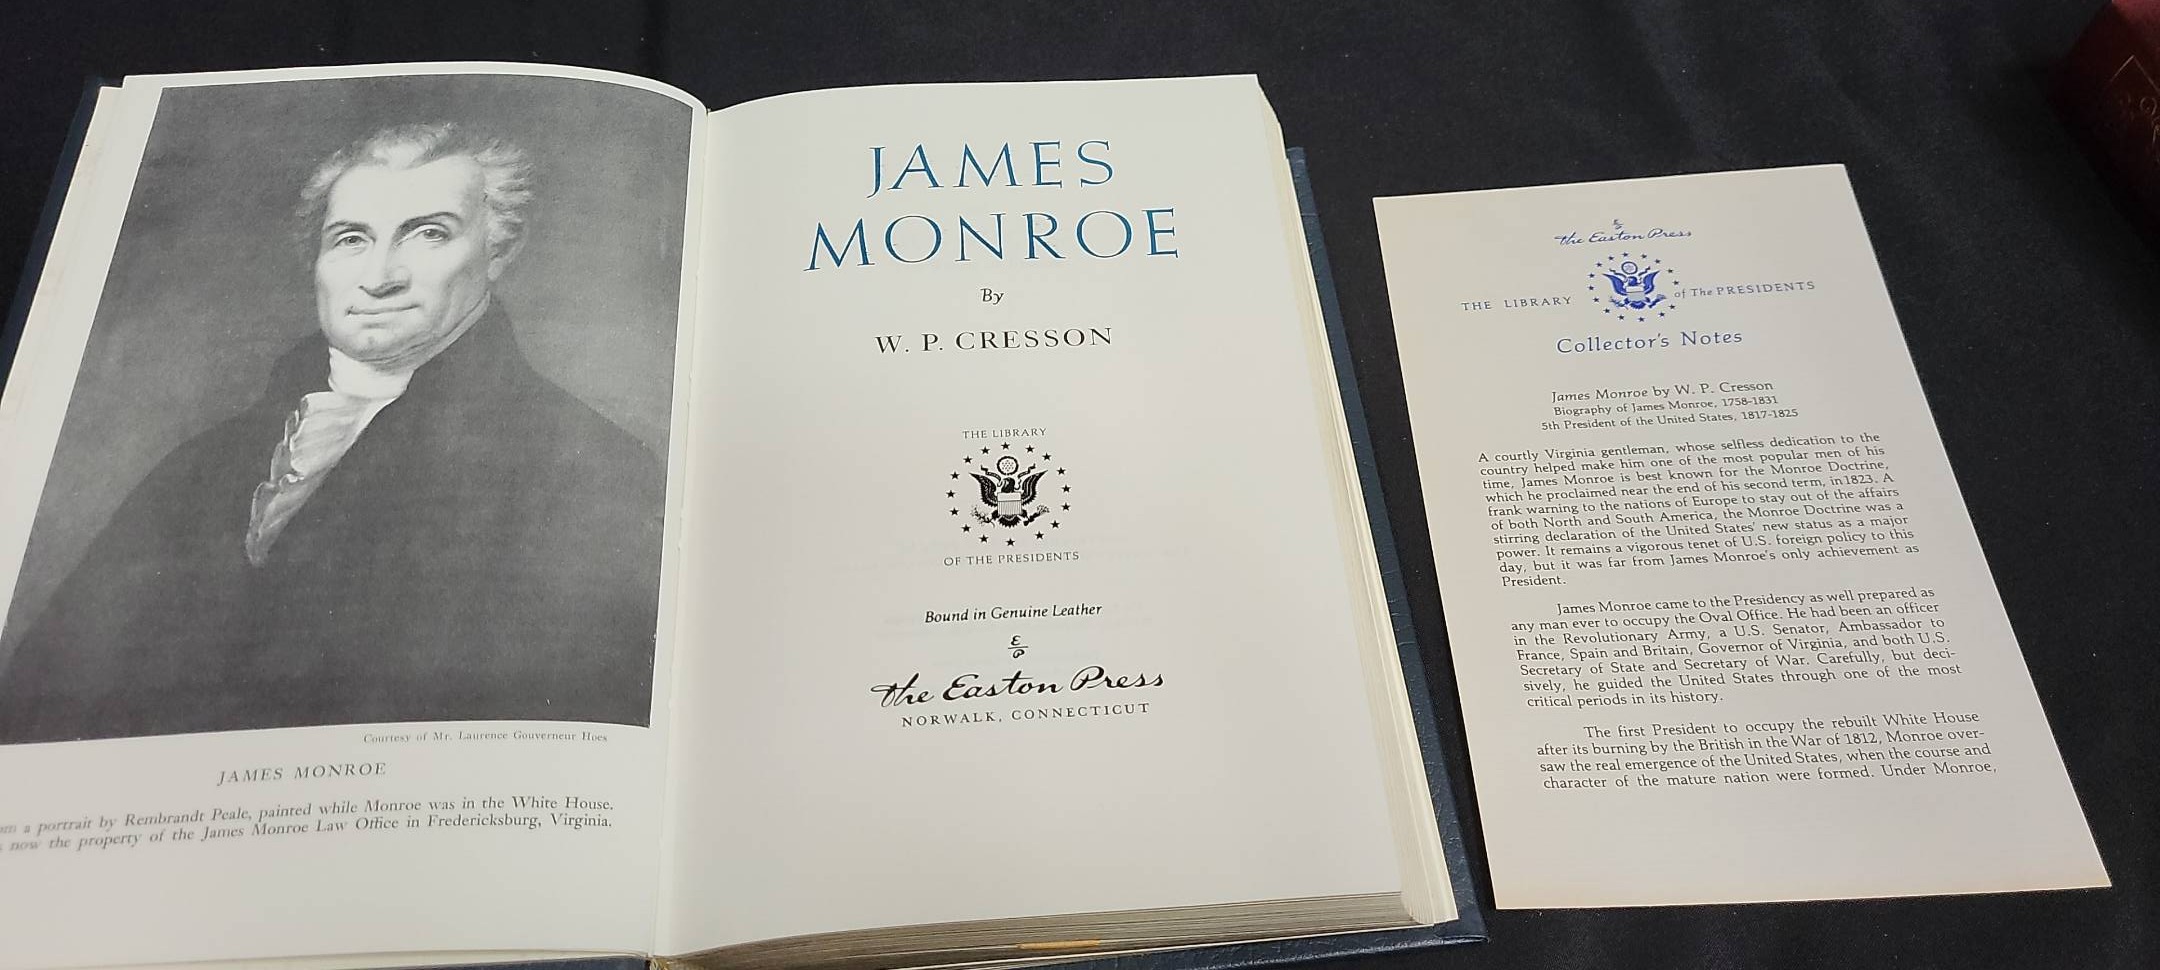 Courtesy of Mr. Laurence Gouverneur Hoes
JAMES MONROE
a portrait by Rembrandt Peale, painted while Monroe was in the White House,
now the property of the James Monroe Law Office in Fredericksburg, Virginia.
JAMES
MONROE
By
W. P. CRESSON
THE LIBRARY
OF THE PRESIDENTS
Bound in Genuine Leather
E
P
The Easton Press
NORWALK, CONNECTICUT
E
P
The Easton Press
THE LIBRARY of The PRESIDENTS
Collector's Notes
James Monroe by W. P. Cresson
Biography of James Monroe, 1758-1831
5th President of the United States, 1817-1825
A courtly Virginia gentleman, whose selfless dedication to the
country helped make him one of the most popular men of his
time, James Monroe is best known for the Monroe Doctrine,
which he proclaimed near the end of his second term, in 1823. A
frank warning to the nations of Europe to stay out of the affairs
of both North and South America, the Monroe Doctrine was a
stirring declaration of the United States' new status as a major
power. It remains a vigorous tenet of U.S. foreign policy to this
day, but it was far from James Monroe's only achievement as
President.
James Monroe came to the Presidency as well prepared as
any man ever to occupy the Oval Office. He had been an officer
in the Revolutionary Army, a U.S. Senator, Ambassador to
France, Spain and Britain, Governor of Virginia, and both U.S.
Secretary of State and Secretary of War. Carefully, but deci-
sively, he guided the United States through one of the most
critical periods in its history.
The first President to occupy the rebuilt White House
after its burning by the British in the War of 1812, Monroe over-
saw the real emergence of the United States, when the course and
character of the mature nation were formed. Under Monroe,